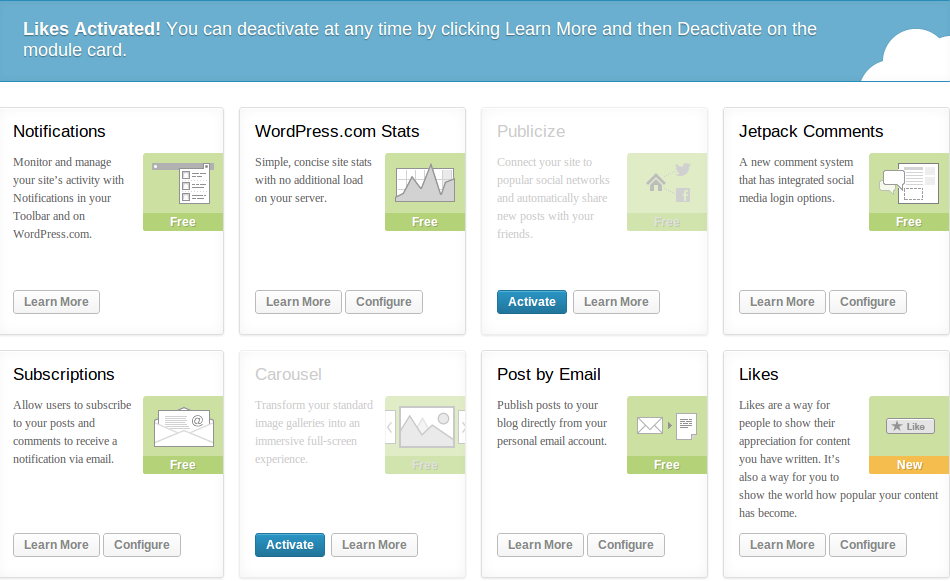 Likes Activated! You can deactivate at any time by clicking Learn More and then Deactivate on the
module card.
Notifications
Monitor and manage
your site's activity with
Notifications in your
Toolbar and on
WordPress.com.
Free
Learn More
WordPress.com Stats
Simple, concise site stats
with no additional load
on your server.
Free
Learn More Configure
Publicize
Connect your site to
popular social networks
and automatically share
new posts with your
friends.
Free
Activate Learn More
Jetpack Comments
A new comment system
that has integrated social
media login options.
Free
Learn More Configure
Subscriptions
Allow users to subscribe
to your posts and
comments to receive a
notification via email.
@
Free
Learn More Configure
Carousel
Transform your standard
image galleries into an
immersive full-screen
experience.
Free
Activate Learn More
Post by Email
Publish posts to your
blog directly from your
personal email account.
Free
Learn More Configure
Likes
Likes are a way for
people to show their
appreciation for content
you have written. It's
also a way for you to
show the world how popular your content
has become.
Like
New
Learn More Configure